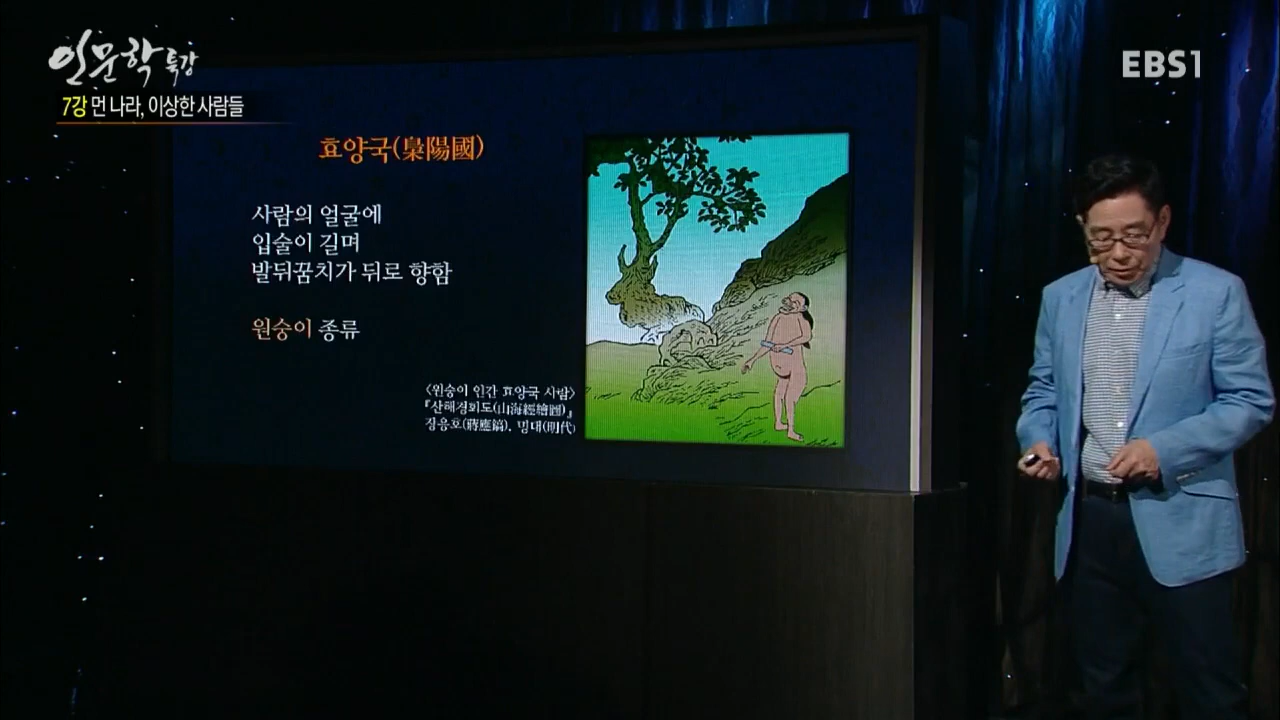 인문학 특강
EBS1
7강 먼 나라, 이상한 사람들
효양국(梟陽國)
사람의 얼굴에
입술이 길며
발뒤꿈치가 뒤로 향함
원숭이 종류
<원숭이 인간 효양국 사람>
『산해경회도(山海經繪圖)』
장응호(蔣應鎬), 명대(明代)